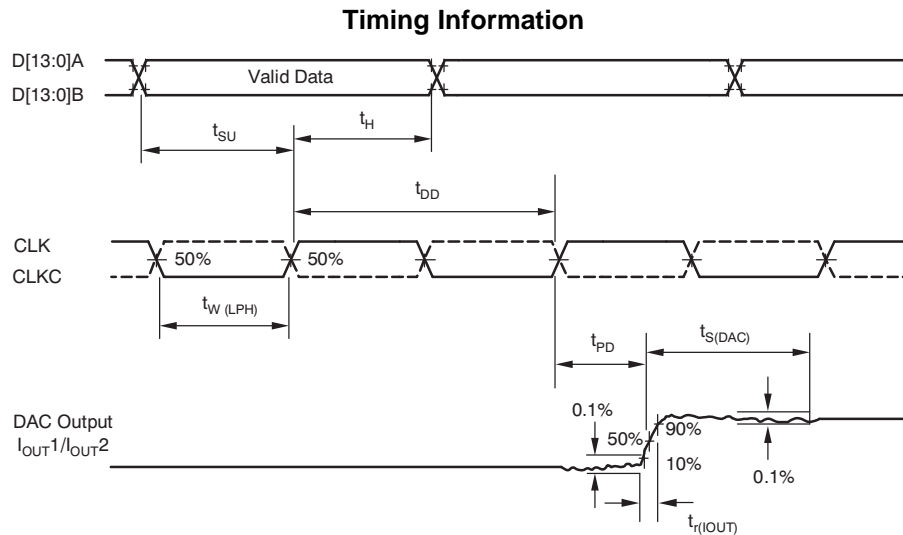 Timing Information
D[13:0]A
D[13:0]B
Valid Data
tSU
tH
tDD
CLK
CLKC
50%
50%
tW (LPH)
tPD
tS(DAC)
DAC Output
IOUT1/IOUT2
0.1%
50%
90%
10%
0.1%
tr(IOUT)